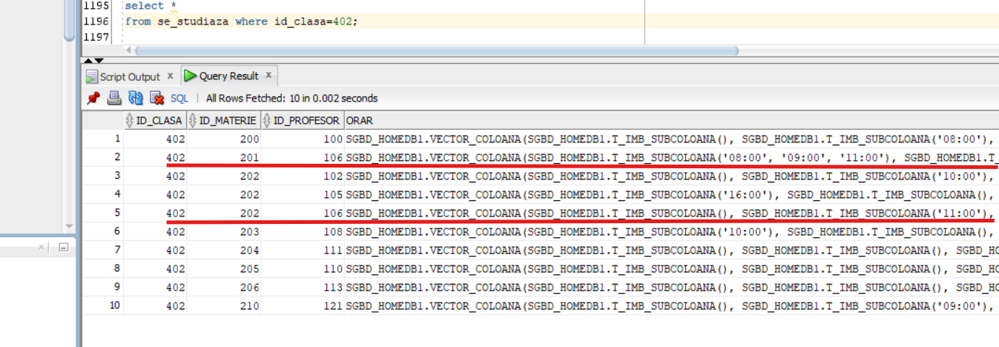 1195 select *
1196 from se_studiaza where id_clasa=402;
1197
Script Output x Query Result x
SQL | All Rows Fetched: 10 in 0.002 seconds
ID_CLASA ID_MATERIE ID_PROFESOR ORAR
1 402 200 100 SGBD_HOMEDB1.VECTOR_COLOANA(SGBD_HOMEDB1.T_IMB_SUBCOLOANA(), SGBD_HOMEDB1.T_IMB_SUBCOLOANA('08:00'),
2 402 201 106 SGBD_HOMEDB1.VECTOR_COLOANA(SGBD_HOMEDB1.T_IMB_SUBCOLOANA('08:00', '09:00', '11:00'), SGBD_HOMEDB1.T_
3 402 202 102 SGBD_HOMEDB1.VECTOR_COLOANA(SGBD_HOMEDB1.T_IMB_SUBCOLOANA(), SGBD_HOMEDB1.T_IMB_SUBCOLOANA('10:00'),
4 402 202 105 SGBD_HOMEDB1.VECTOR_COLOANA(SGBD_HOMEDB1.T_IMB_SUBCOLOANA('16:00'), SGBD_HOMEDB1.T_IMB_SUBCOLOANA(),
5 402 202 106 SGBD_HOMEDB1.VECTOR_COLOANA(SGBD_HOMEDB1.T_IMB_SUBCOLOANA(), SGBD_HOMEDB1.T_IMB_SUBCOLOANA('11:00'),
6 402 203 108 SGBD_HOMEDB1.VECTOR_COLOANA(SGBD_HOMEDB1.T_IMB_SUBCOLOANA('10:00'), SGBD_HOMEDB1.T_IMB_SUBCOLOANA(),
7 402 204 111 SGBD_HOMEDB1.VECTOR_COLOANA(SGBD_HOMEDB1.T_IMB_SUBCOLOANA(), SGBD_HOMEDB1.T_IMB_SUBCOLOANA(), SGBD_HO
8 402 205 110 SGBD_HOMEDB1.VECTOR_COLOANA(SGBD_HOMEDB1.T_IMB_SUBCOLOANA(), SGBD_HOMEDB1.T_IMB_SUBCOLOANA(), SGBD_HO
9 402 206 113 SGBD_HOMEDB1.VECTOR_COLOANA(SGBD_HOMEDB1.T_IMB_SUBCOLOANA(), SGBD_HOMEDB1.T_IMB_SUBCOLOANA(), SGBD_HO
10 402 210 121 SGBD_HOMEDB1.VECTOR_COLOANA(SGBD_HOMEDB1.T_IMB_SUBCOLOANA(), SGBD_HOMEDB1.T_IMB_SUBCOLOANA('09:00'),